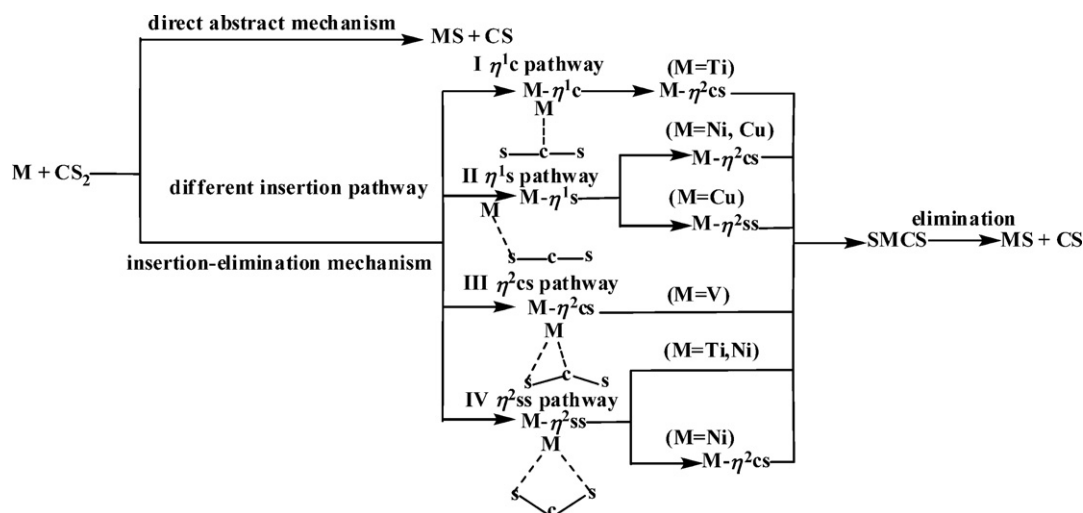 direct abstract mechanism
MS + CS
M + CS₂
different insertion pathway
insertion-elimination mechanism
I η¹c pathway
M-η¹c
M
s c s
(M=Ti)
M-η²cs
II η¹s pathway
M-η¹s
M
s c s
(M=Ni, Cu)
M-η²cs
(M=Cu)
M-η²ss
III η²cs pathway
M-η²cs
M
s c s
(M=V)
IV η²ss pathway
M-η²ss
M
s c s
(M=Ti,Ni)
(M=Ni)
M-η²cs
SMCS
elimination
MS + CS